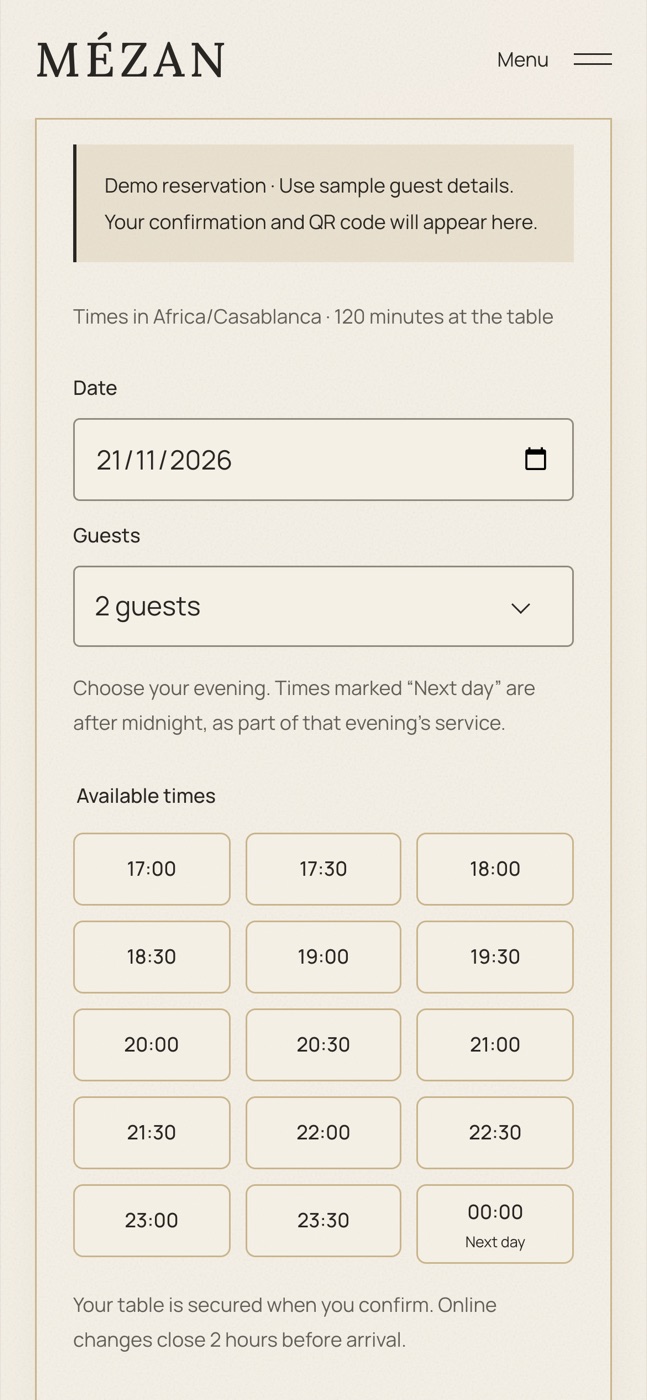 MÉZAN
Menu
Demo reservation · Use sample guest details.
Your confirmation and QR code will appear here.
Times in Africa/Casablanca · 120 minutes at the table
Date
21/11/2026
Guests
2 guests
Choose your evening. Times marked “Next day” are
after midnight, as part of that evening’s service.
Available times
17:00 17:30 18:00
18:30 19:00 19:30
20:00 20:30 21:00
21:30 22:00 22:30
23:00 23:30 00:00
Next day
Your table is secured when you confirm. Online
changes close 2 hours before arrival.